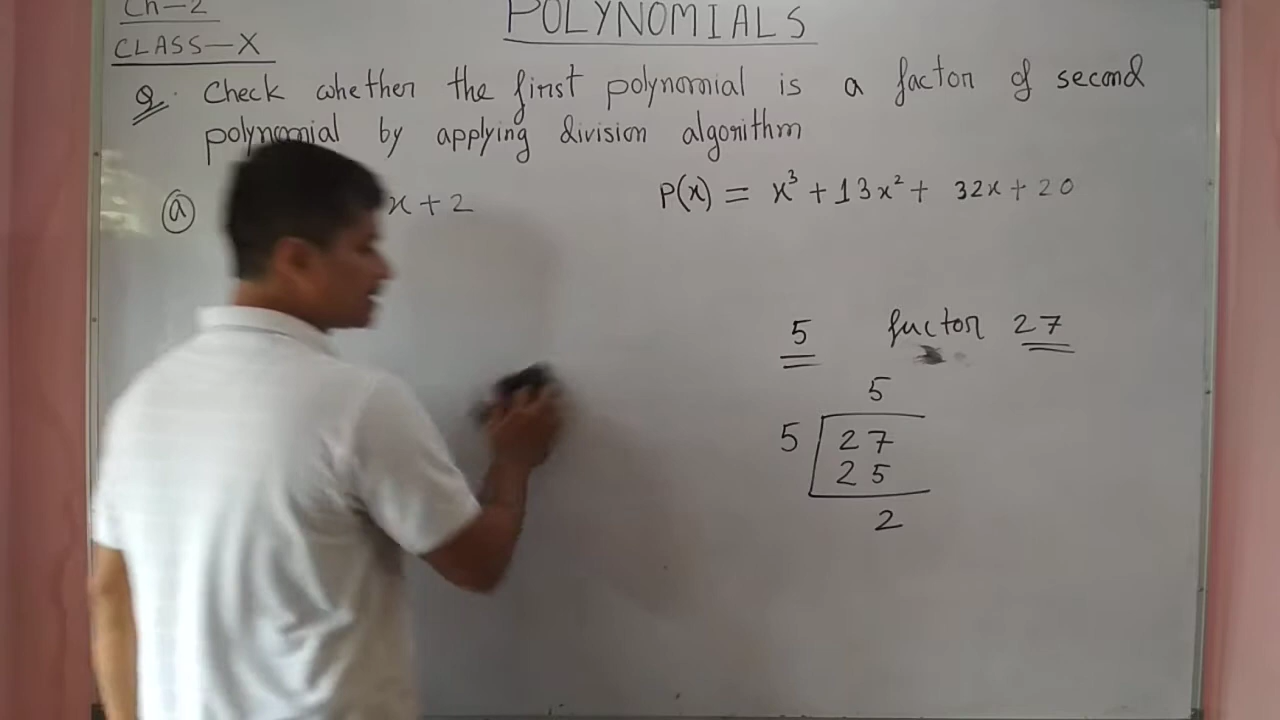 Ch-2
POLYNOMIALS
CLASS-X
Q. Check whether the first polynomial is a factor of second
polynomial by applying division algorithm
(a) x+2 P(x) = x³ + 13x² + 32x + 20
5 factor 27
5
5 27
25
2